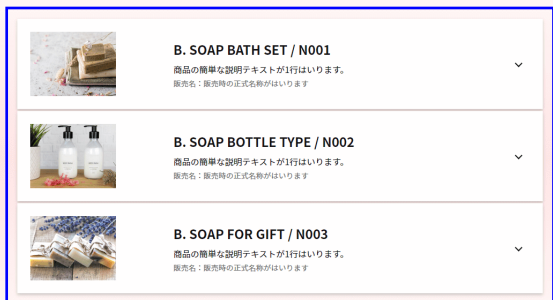 B. SOAP BATH SET / N001
商品の簡単な説明テキストが1行はいります。
販売名：販売時の正式名称がはいります
B. SOAP BOTTLE TYPE / N002
商品の簡単な説明テキストが1行はいります。
販売名：販売時の正式名称がはいります
B. SOAP FOR GIFT / N003
商品の簡単な説明テキストが1行はいります。
販売名：販売時の正式名称がはいります